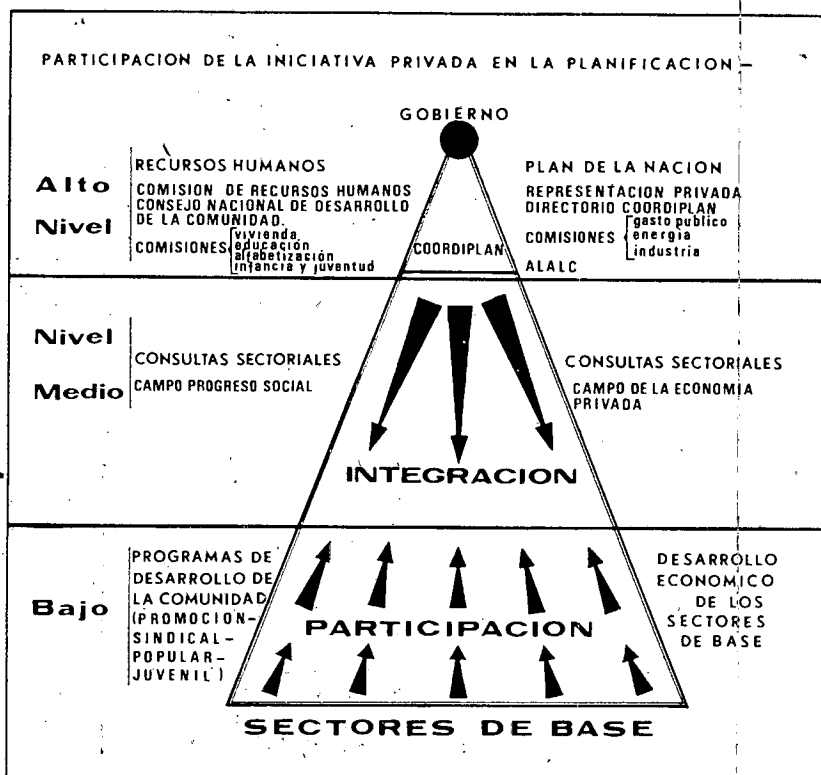 PARTICIPACION DE LA INICIATIVA PRIVADA EN LA PLANIFICACION –
GOBIERNO
Alto
Nivel
RECURSOS HUMANOS
COMISION DE RECURSOS HUMANOS
CONSEJO NACIONAL DE DESARROLLO
DE LA COMUNIDAD.
COMISIONES
vivienda
educación
alfabetización
infancia y juventud
COORDIPLAN
PLAN DE LA NACION
REPRESENTACION PRIVADA
DIRECTORIO COORDIPLAN
COMISIONES
gasto publico
energía
industria
ALALC
Nivel
Medio
CONSULTAS SECTORIALES
CAMPO PROGRESO SOCIAL
CONSULTAS SECTORIALES
CAMPO DE LA ECONOMIA
PRIVADA
INTEGRACION
Bajo
PROGRAMAS DE
DESARROLLO DE
LA COMUNIDAD
(PROMOCION–
SINDICAL–
POPULAR–
JUVENIL)
PARTICIPACION
DESARROLLO
ECONOMICO
DE LOS
SECTORES
DE BASE
SECTORES DE BASE